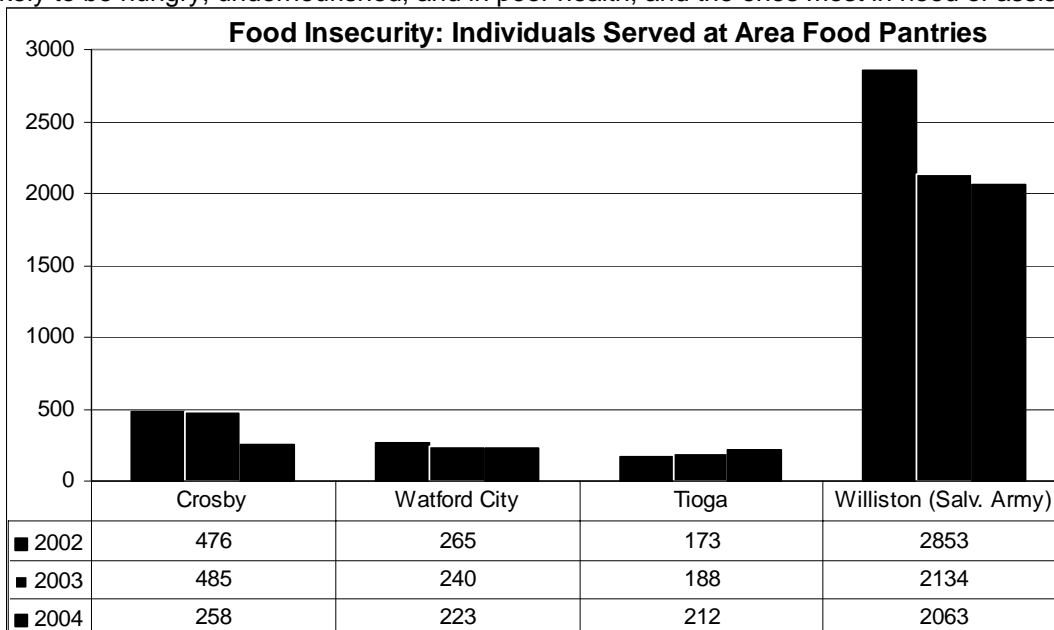 Food Insecurity: Individuals Served at Area Food Pantries
3000
2500
2000
1500
1000
500
0
Crosby Watford City Tioga Williston (Salv. Army)
2002 476 265 173 2853
2003 485 240 188 2134
2004 258 223 212 2063